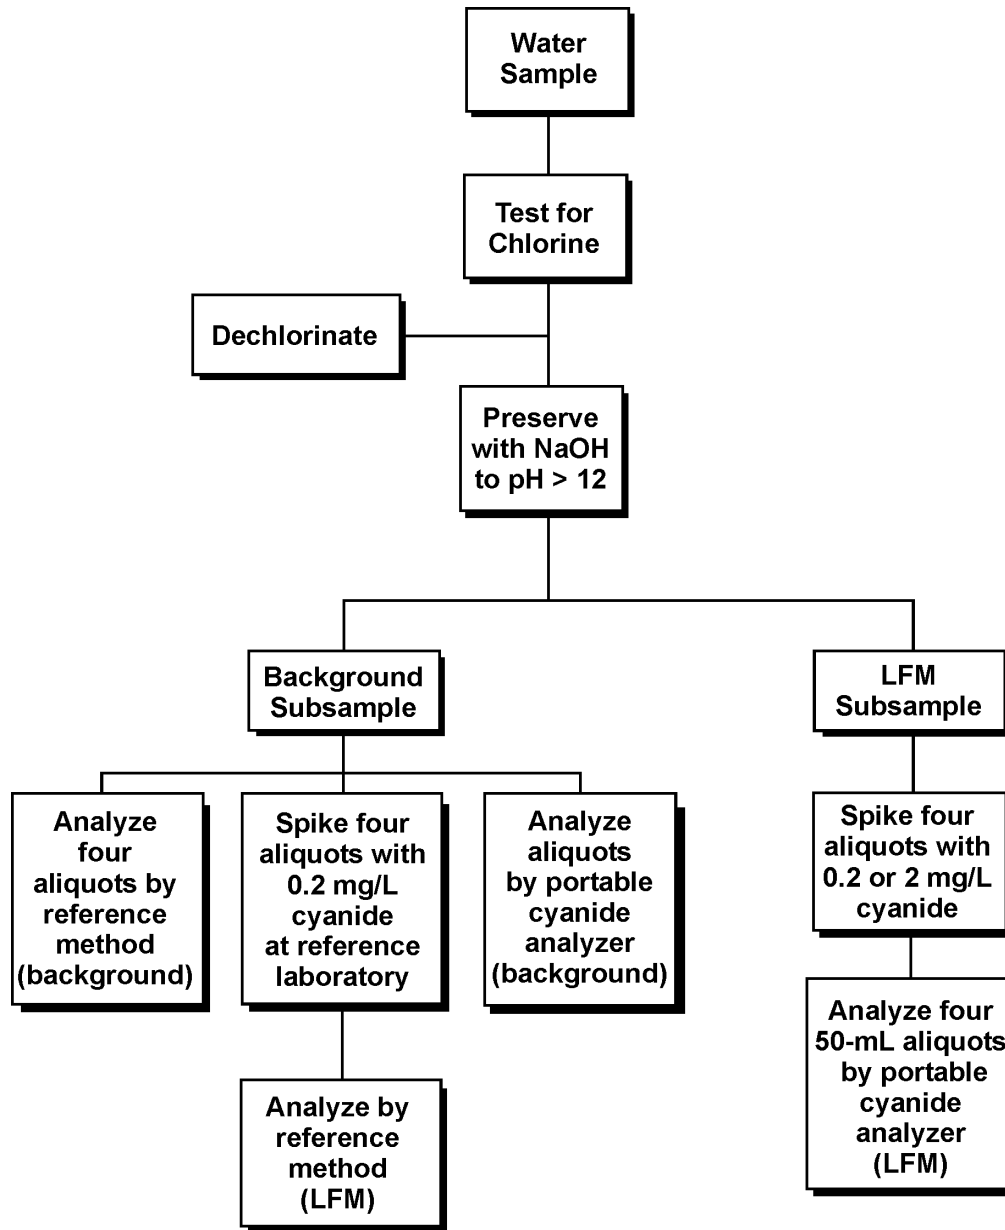 Water
Sample
Test for
Chlorine
Dechlorinate
Preserve
with NaOH
to pH > 12
Background
Subsample
LFM
Subsample
Analyze
four
aliquots by
reference
method
(background)
Spike four
aliquots with
0.2 mg/L
cyanide
at reference
laboratory
Analyze
aliquots
by portable
cyanide
analyzer
(background)
Spike four
aliquots with
0.2 or 2 mg/L
cyanide
Analyze by
reference
method
(LFM)
Analyze four
50-mL aliquots
by portable
cyanide
analyzer
(LFM)